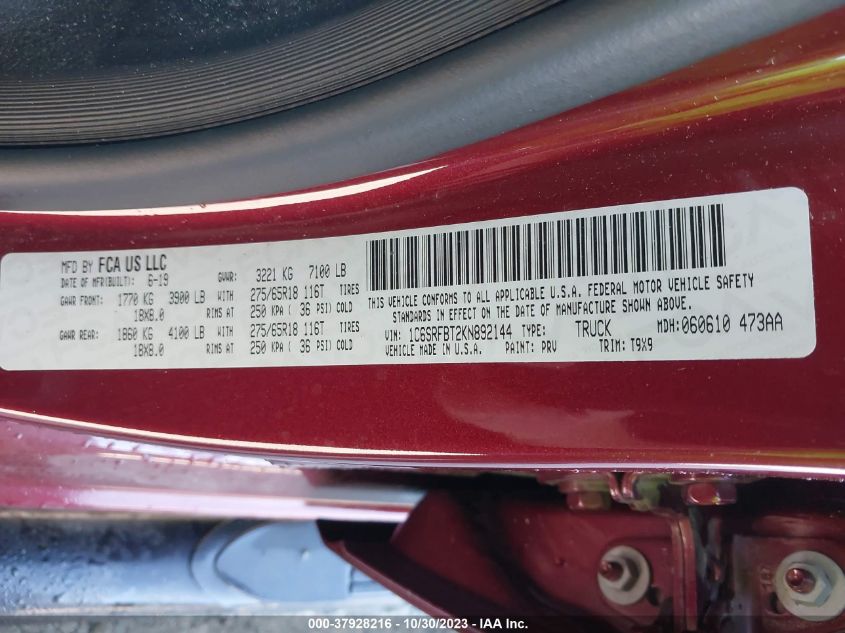 MFD BY FCA US LLC
DATE OF MFR(BUILT): 6-19
GVWR: 3221 KG 7100 LB
GAWR FRONT: 1770 KG 3900 LB WITH 275/65R18 116T TIRES
18X8.0 RIMS AT 250 KPA ( 36 PSI) COLD
GAWR REAR: 1860 KG 4100 LB WITH 275/65R18 116T TIRES
18X8.0 RIMS AT 250 KPA ( 36 PSI) COLD
THIS VEHICLE CONFORMS TO ALL APPLICABLE U.S.A. FEDERAL MOTOR VEHICLE SAFETY
STANDARDS IN EFFECT ON THE DATE OF MANUFACTURE SHOWN ABOVE.
VIN: 1C6SRFBT2KN892144 TYPE: TRUCK MDH:060610 473AA
VEHICLE MADE IN U.S.A. PAINT: PRV TRIM: T9X9
000-37928216 - 10/30/2023 - IAAI.com